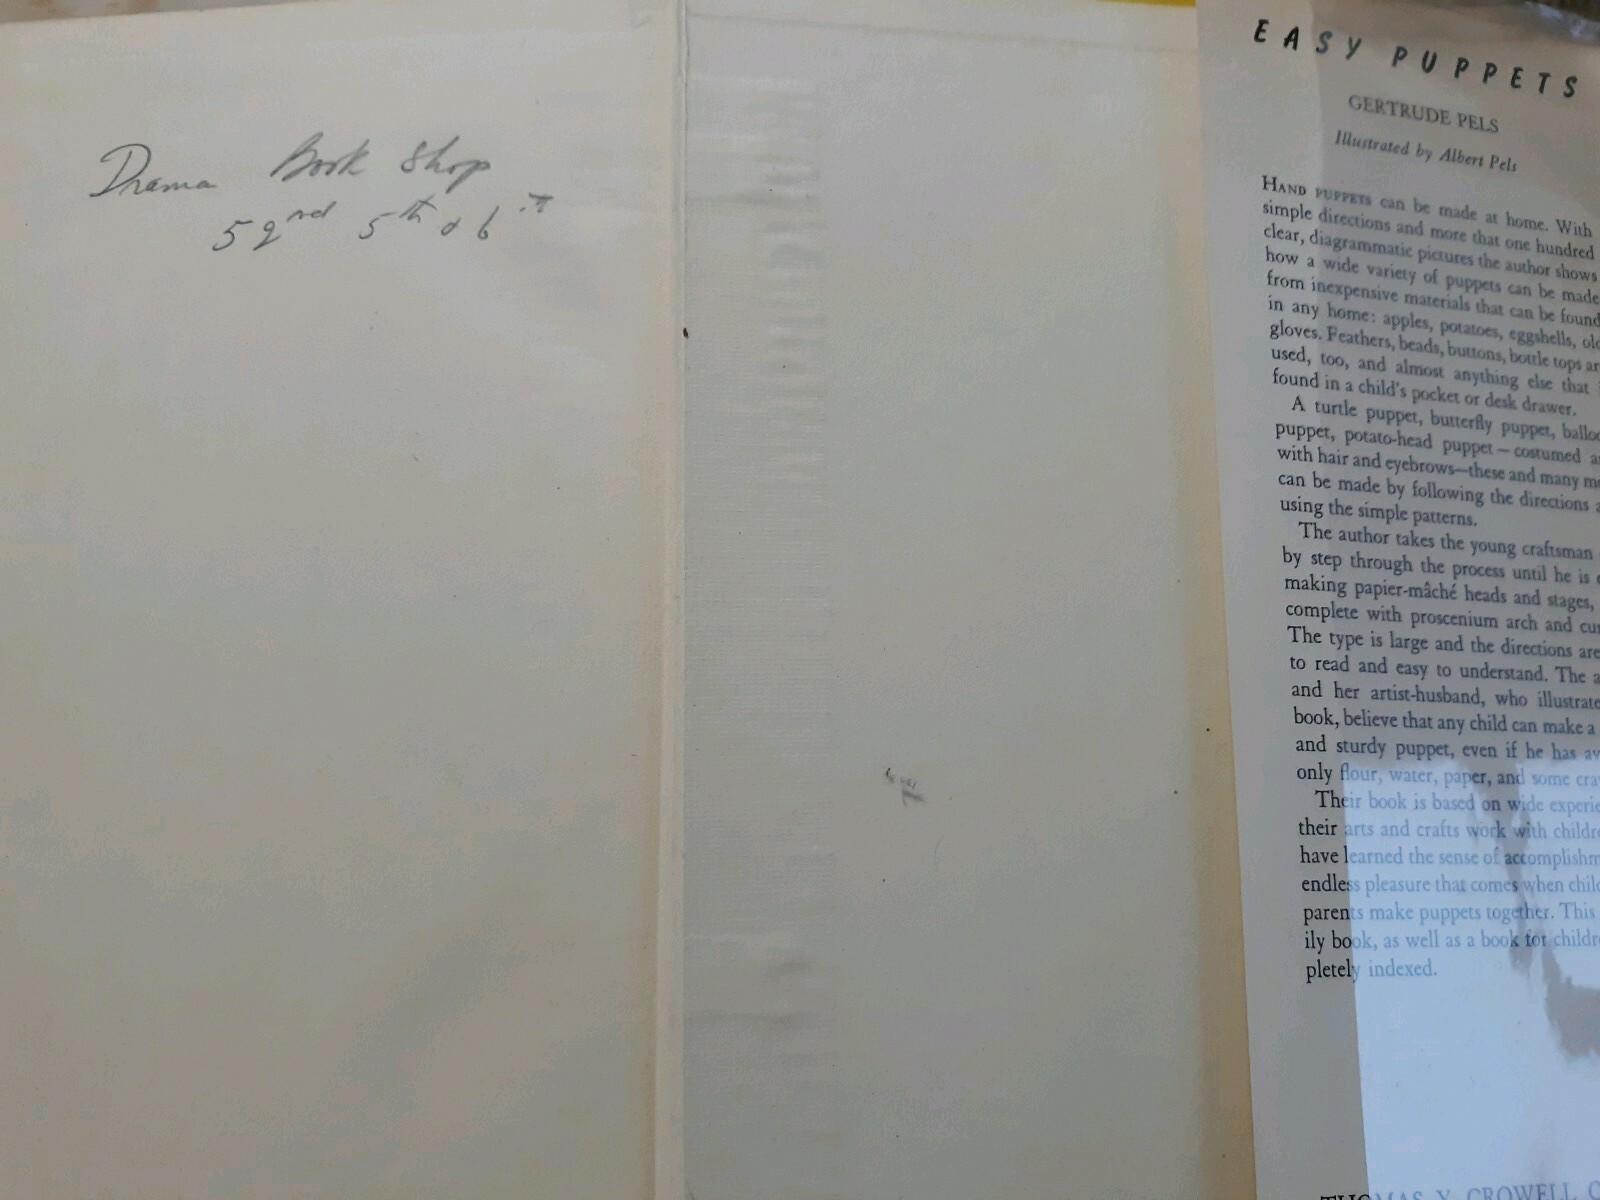 Drama Book Shop
52nd 5th & 6th
EASY PUPPETS
GERTRUDE PELS
Illustrated by Albert Pels
HAND PUPPETS can be made at home. With
simple directions and more that one hundred
clear, diagrammatic pictures the author shows
how a wide variety of puppets can be made
from inexpensive materials that can be found
in any home: apples, potatoes, eggshells,
gloves. Feathers, beads, buttons, bottle tops
used, too, and almost anything else that
found in a child's pocket or desk drawer.
A turtle puppet, butterfly puppet,
puppet, potato-head puppet—costumed
with hair and eyebrows—these and many
can be made by following the directions
using the simple patterns.
The author takes the young craftsman
by step through the process until he is
making papier-mâché heads and stages,
complete with proscenium arch and
The type is large and the directions are
to read and easy to understand. The
and her artist-husband, who
book, believe that any child can make a
and sturdy puppet, even if he has
only flour, water, paper, and some
Their book is based on wide
their arts and crafts work with
have learned the sense of
endless pleasure that comes when
parents make puppets together. This
ily book, as well as a book for
pletely indexed.
THOMAS Y. CROWELL